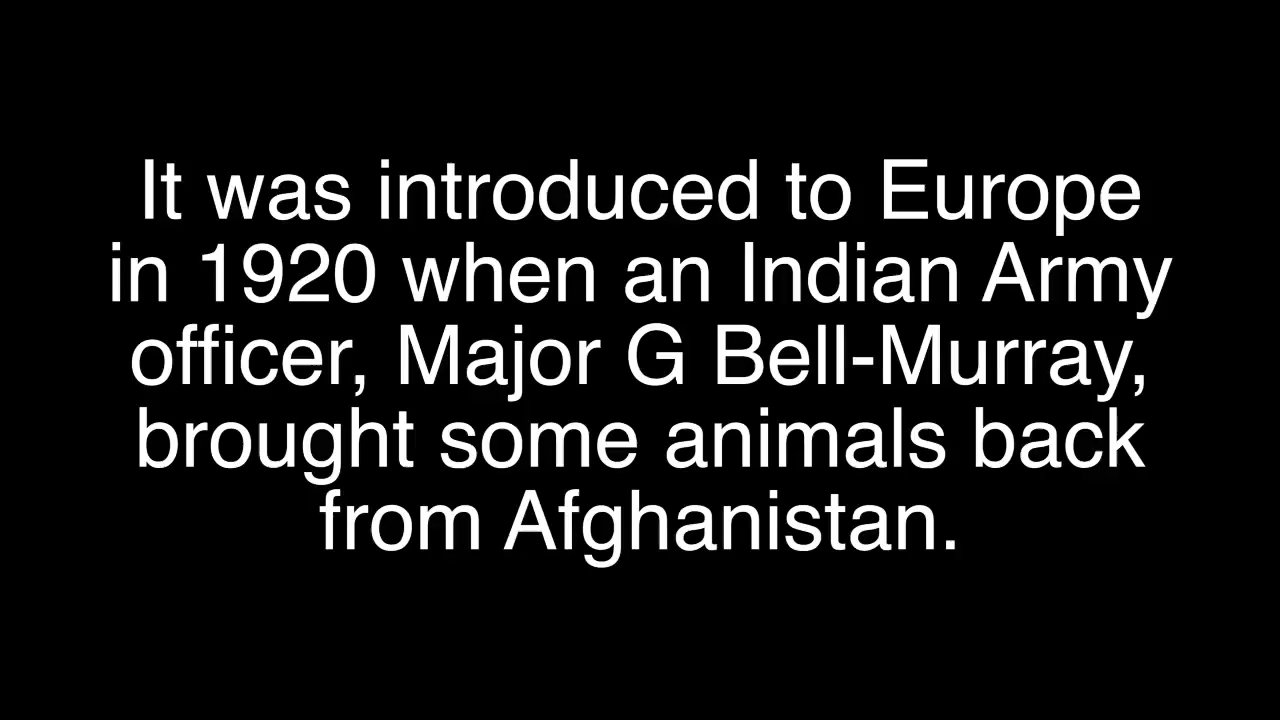 It was introduced to Europe
in 1920 when an Indian Army
officer, Major G Bell-Murray,
brought some animals back
from Afghanistan.